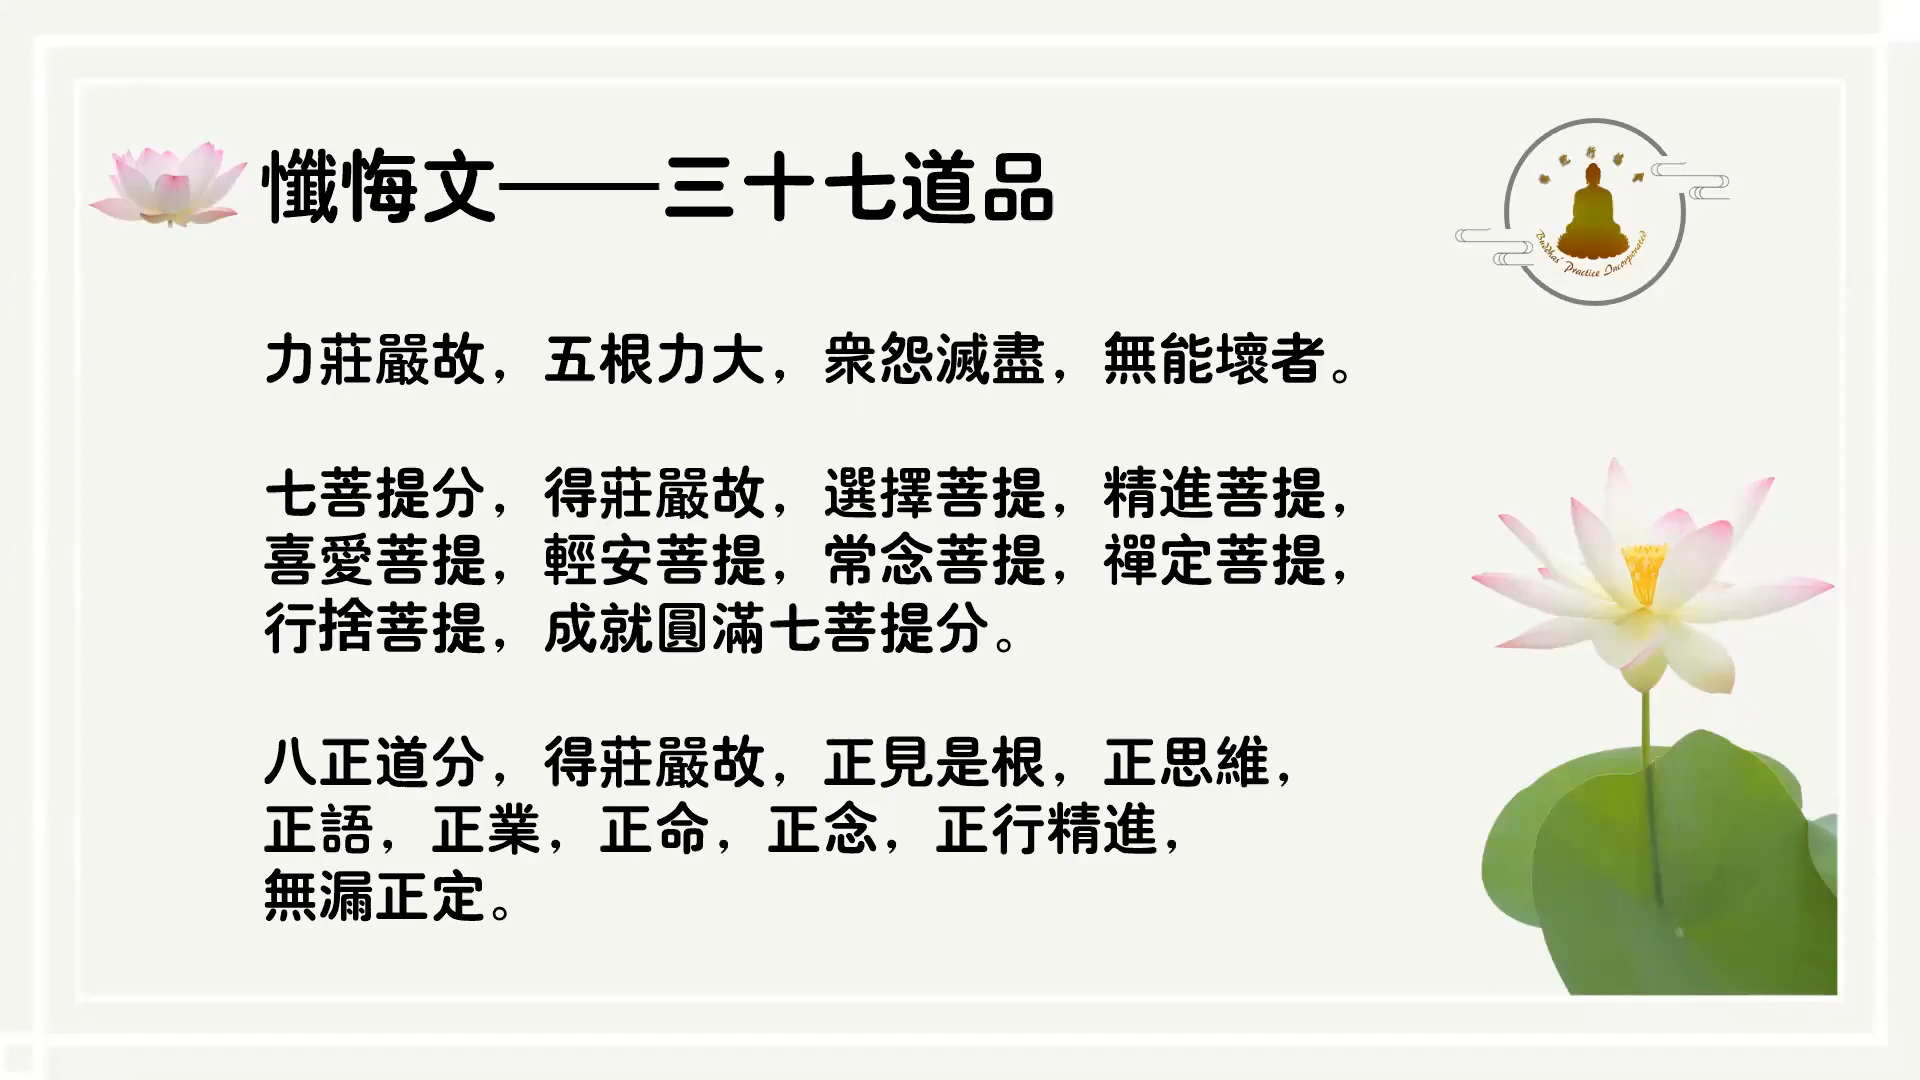 懺悔文——三十七道品
Buddhas' Practice Incorporated
力莊嚴故，五根力大，衆怨滅盡，無能壞者。
七菩提分，得莊嚴故，選擇菩提，精進菩提，
喜愛菩提，輕安菩提，常念菩提，禪定菩提，
行捨菩提，成就圓滿七菩提分。
八正道分，得莊嚴故，正見是根，正思維，
正語，正業，正命，正念，正行精進，
無漏正定。